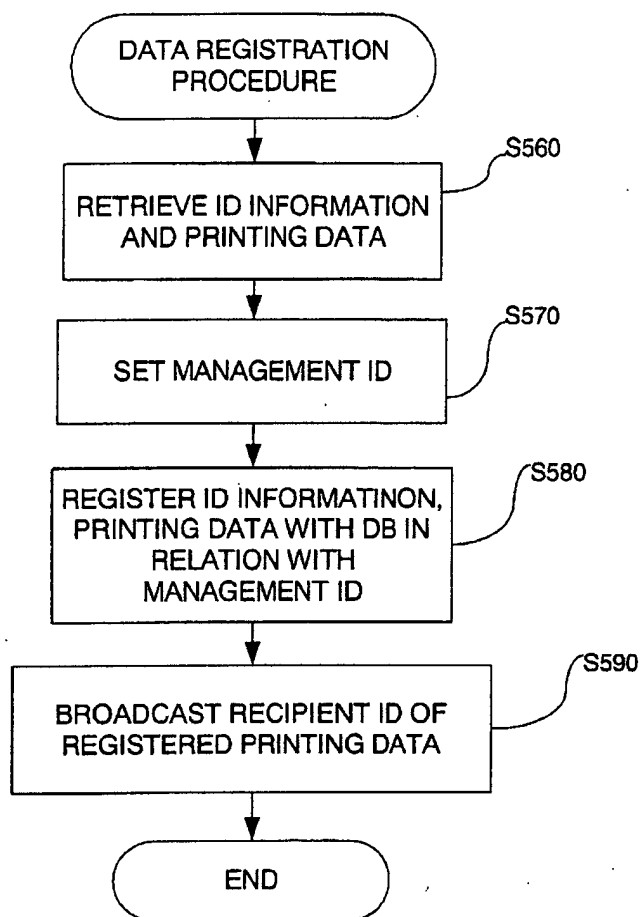 DATA REGISTRATION
PROCEDURE
S560
RETRIEVE ID INFORMATION
AND PRINTING DATA
S570
SET MANAGEMENT ID
S580
REGISTER ID INFORMATINON,
PRINTING DATA WITH DB IN
RELATION WITH
MANAGEMENT ID
S590
BROADCAST RECIPIENT ID OF
REGISTERED PRINTING DATA
END